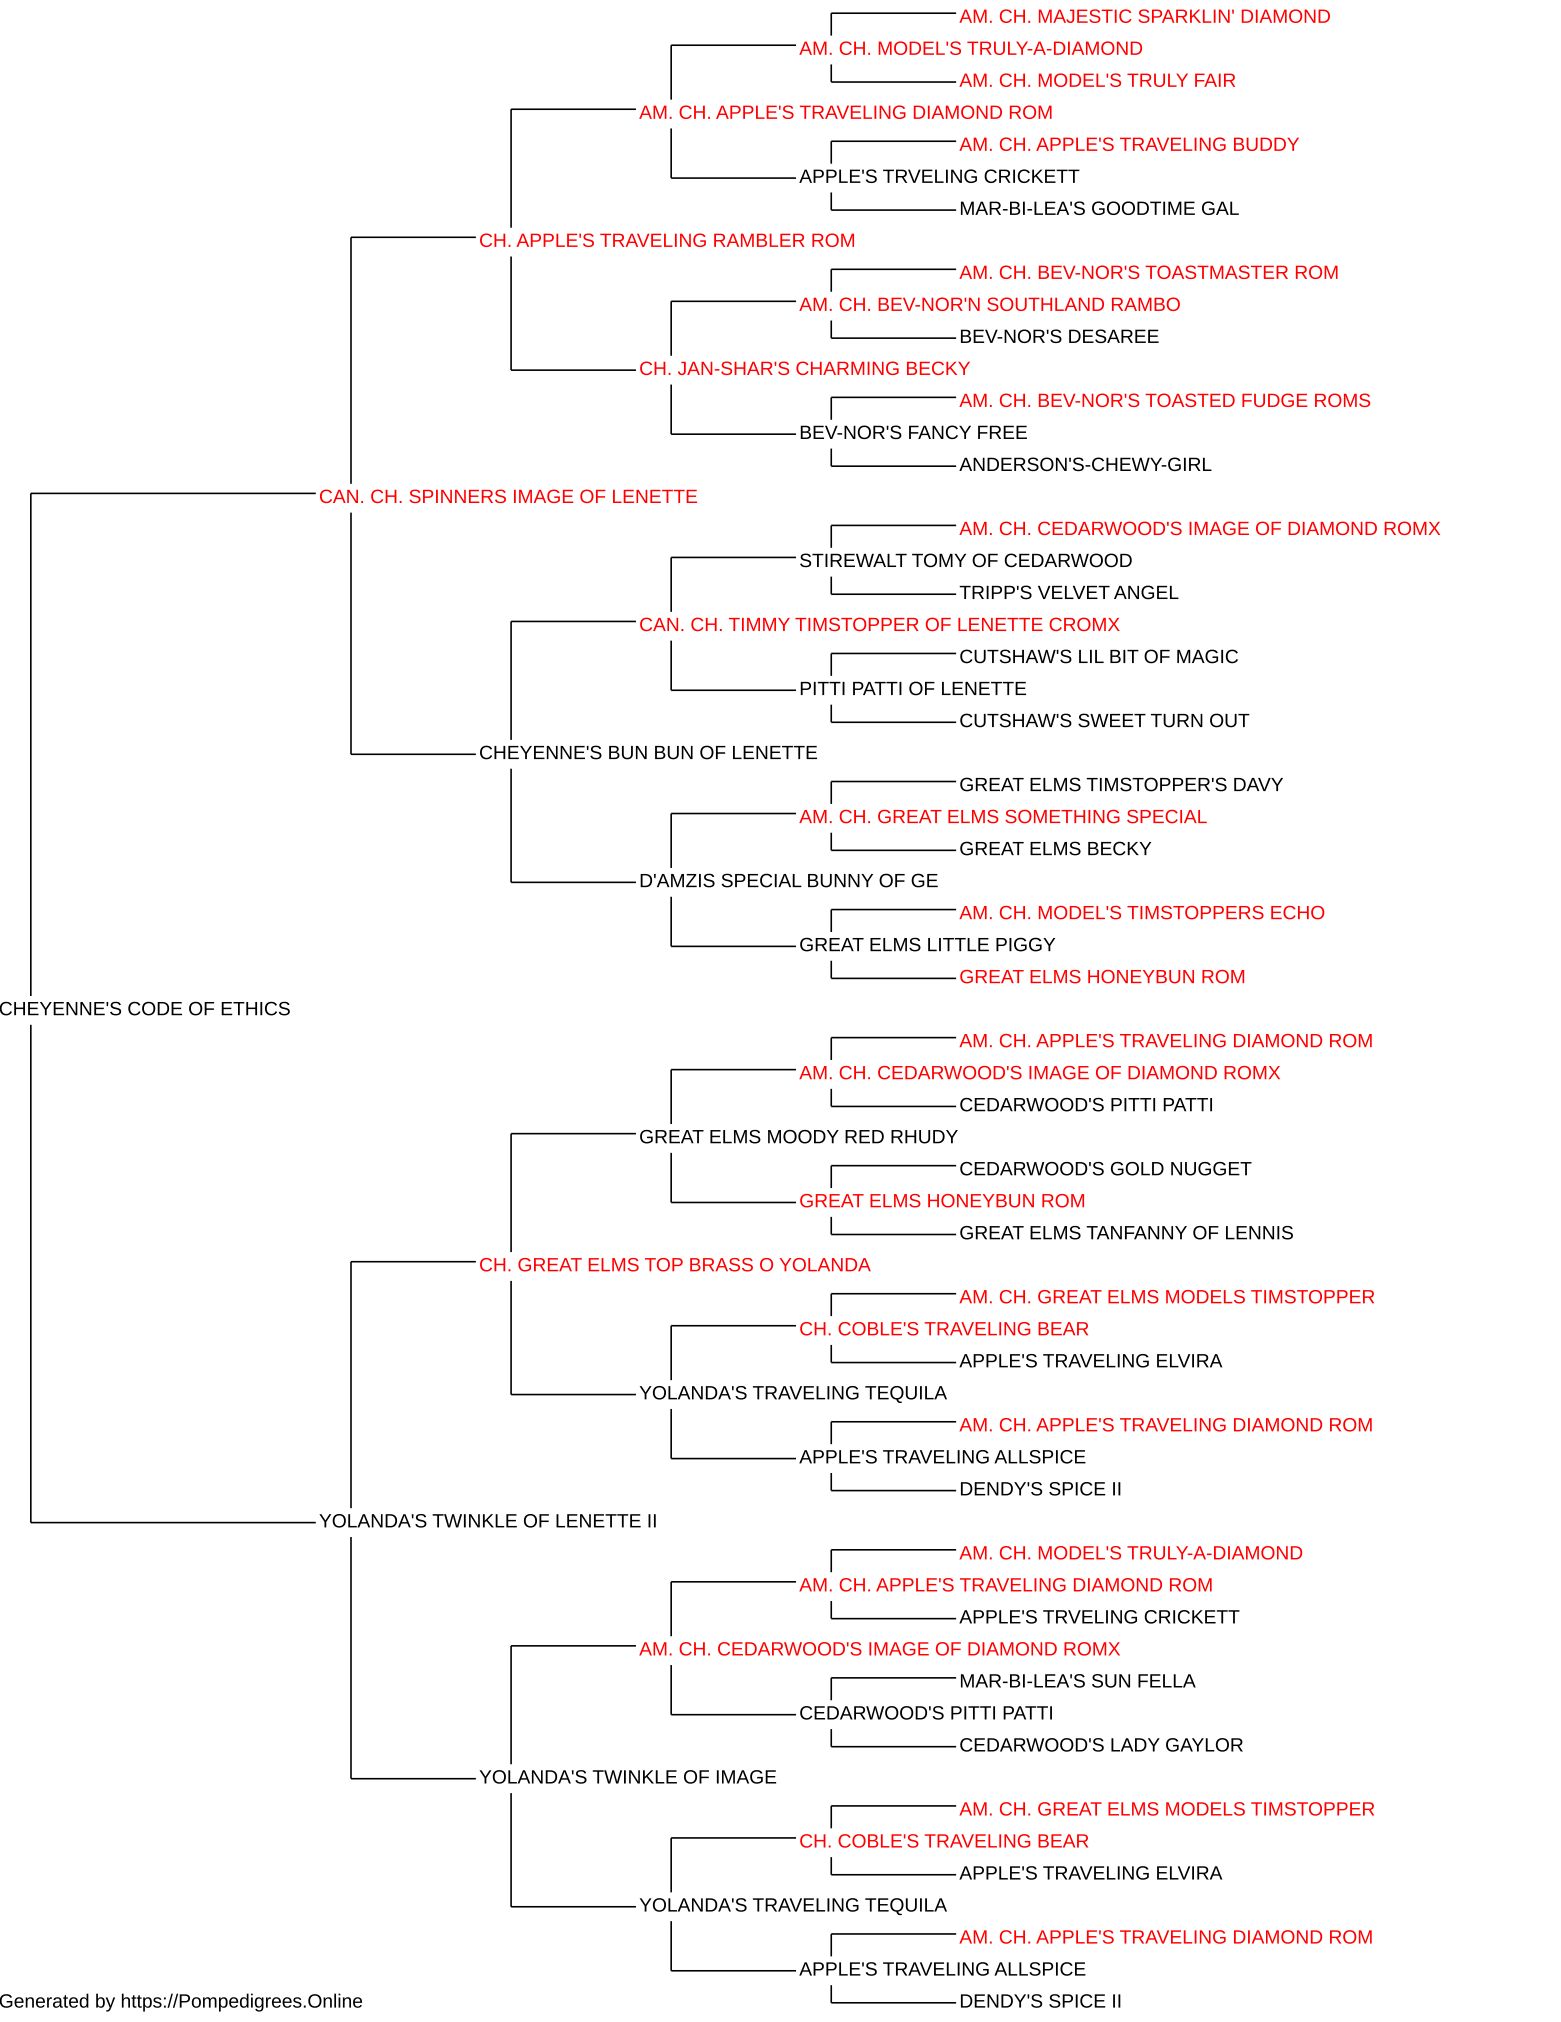 AM. CH. MAJESTIC SPARKLIN' DIAMOND
AM. CH. MODEL'S TRULY-A-DIAMOND
AM. CH. MODEL'S TRULY FAIR
AM. CH. APPLE'S TRAVELING DIAMOND ROM
AM. CH. APPLE'S TRAVELING BUDDY
APPLE'S TRVELING CRICKETT
MAR-BI-LEA'S GOODTIME GAL
CH. APPLE'S TRAVELING RAMBLER ROM
AM. CH. BEV-NOR'S TOASTMASTER ROM
AM. CH. BEV-NOR'N SOUTHLAND RAMBO
BEV-NOR'S DESAREE
CH. JAN-SHAR'S CHARMING BECKY
AM. CH. BEV-NOR'S TOASTED FUDGE ROMS
BEV-NOR'S FANCY FREE
ANDERSON'S-CHEWY-GIRL
CAN. CH. SPINNERS IMAGE OF LENETTE
AM. CH. CEDARWOOD'S IMAGE OF DIAMOND ROMX
STIREWALT TOMY OF CEDARWOOD
TRIPP'S VELVET ANGEL
CAN. CH. TIMMY TIMSTOPPER OF LENETTE CROMX
CUTSHAW'S LIL BIT OF MAGIC
PITTI PATTI OF LENETTE
CUTSHAW'S SWEET TURN OUT
CHEYENNE'S BUN BUN OF LENETTE
GREAT ELMS TIMSTOPPER'S DAVY
AM. CH. GREAT ELMS SOMETHING SPECIAL
GREAT ELMS BECKY
D'AMZIS SPECIAL BUNNY OF GE
AM. CH. MODEL'S TIMSTOPPERS ECHO
GREAT ELMS LITTLE PIGGY
GREAT ELMS HONEYBUN ROM
CHEYENNE'S CODE OF ETHICS
AM. CH. APPLE'S TRAVELING DIAMOND ROM
AM. CH. CEDARWOOD'S IMAGE OF DIAMOND ROMX
CEDARWOOD'S PITTI PATTI
GREAT ELMS MOODY RED RHUDY
CEDARWOOD'S GOLD NUGGET
GREAT ELMS HONEYBUN ROM
GREAT ELMS TANFANNY OF LENNIS
CH. GREAT ELMS TOP BRASS O YOLANDA
AM. CH. GREAT ELMS MODELS TIMSTOPPER
CH. COBLE'S TRAVELING BEAR
APPLE'S TRAVELING ELVIRA
YOLANDA'S TRAVELING TEQUILA
AM. CH. APPLE'S TRAVELING DIAMOND ROM
APPLE'S TRAVELING ALLSPICE
DENDY'S SPICE II
YOLANDA'S TWINKLE OF LENETTE II
AM. CH. MODEL'S TRULY-A-DIAMOND
AM. CH. APPLE'S TRAVELING DIAMOND ROM
APPLE'S TRVELING CRICKETT
AM. CH. CEDARWOOD'S IMAGE OF DIAMOND ROMX
MAR-BI-LEA'S SUN FELLA
CEDARWOOD'S PITTI PATTI
CEDARWOOD'S LADY GAYLOR
YOLANDA'S TWINKLE OF IMAGE
AM. CH. GREAT ELMS MODELS TIMSTOPPER
CH. COBLE'S TRAVELING BEAR
APPLE'S TRAVELING ELVIRA
YOLANDA'S TRAVELING TEQUILA
AM. CH. APPLE'S TRAVELING DIAMOND ROM
APPLE'S TRAVELING ALLSPICE
DENDY'S SPICE II
Generated by https://Pompedigrees.Online